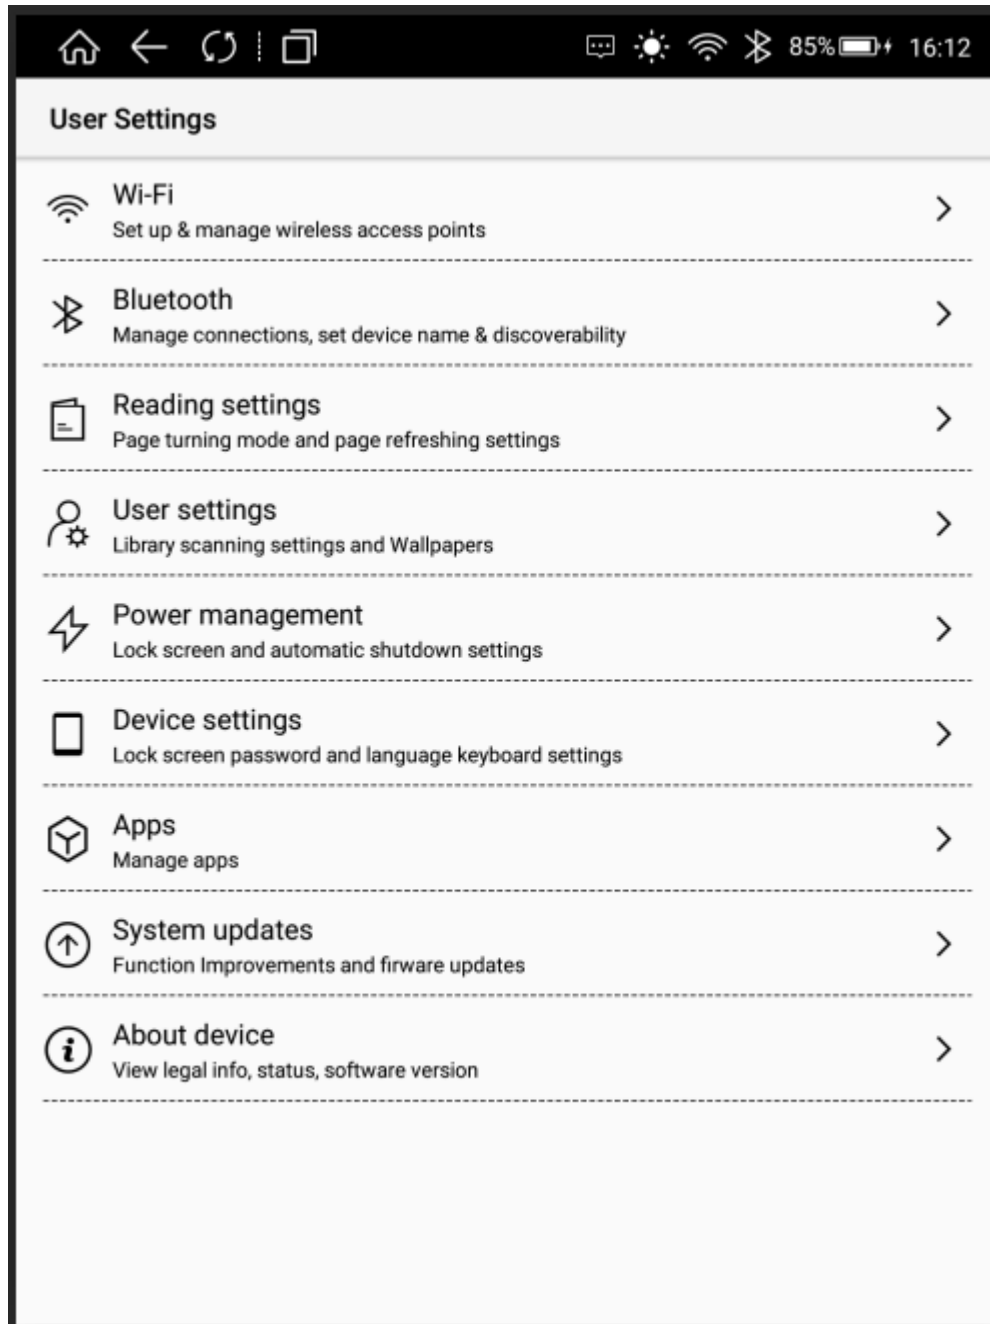 85% 16:12
User Settings
Wi-Fi
Set up & manage wireless access points
Bluetooth
Manage connections, set device name & discoverability
Reading settings
Page turning mode and page refreshing settings
User settings
Library scanning settings and Wallpapers
Power management
Lock screen and automatic shutdown settings
Device settings
Lock screen password and language keyboard settings
Apps
Manage apps
System updates
Function Improvements and firware updates
About device
View legal info, status, software version